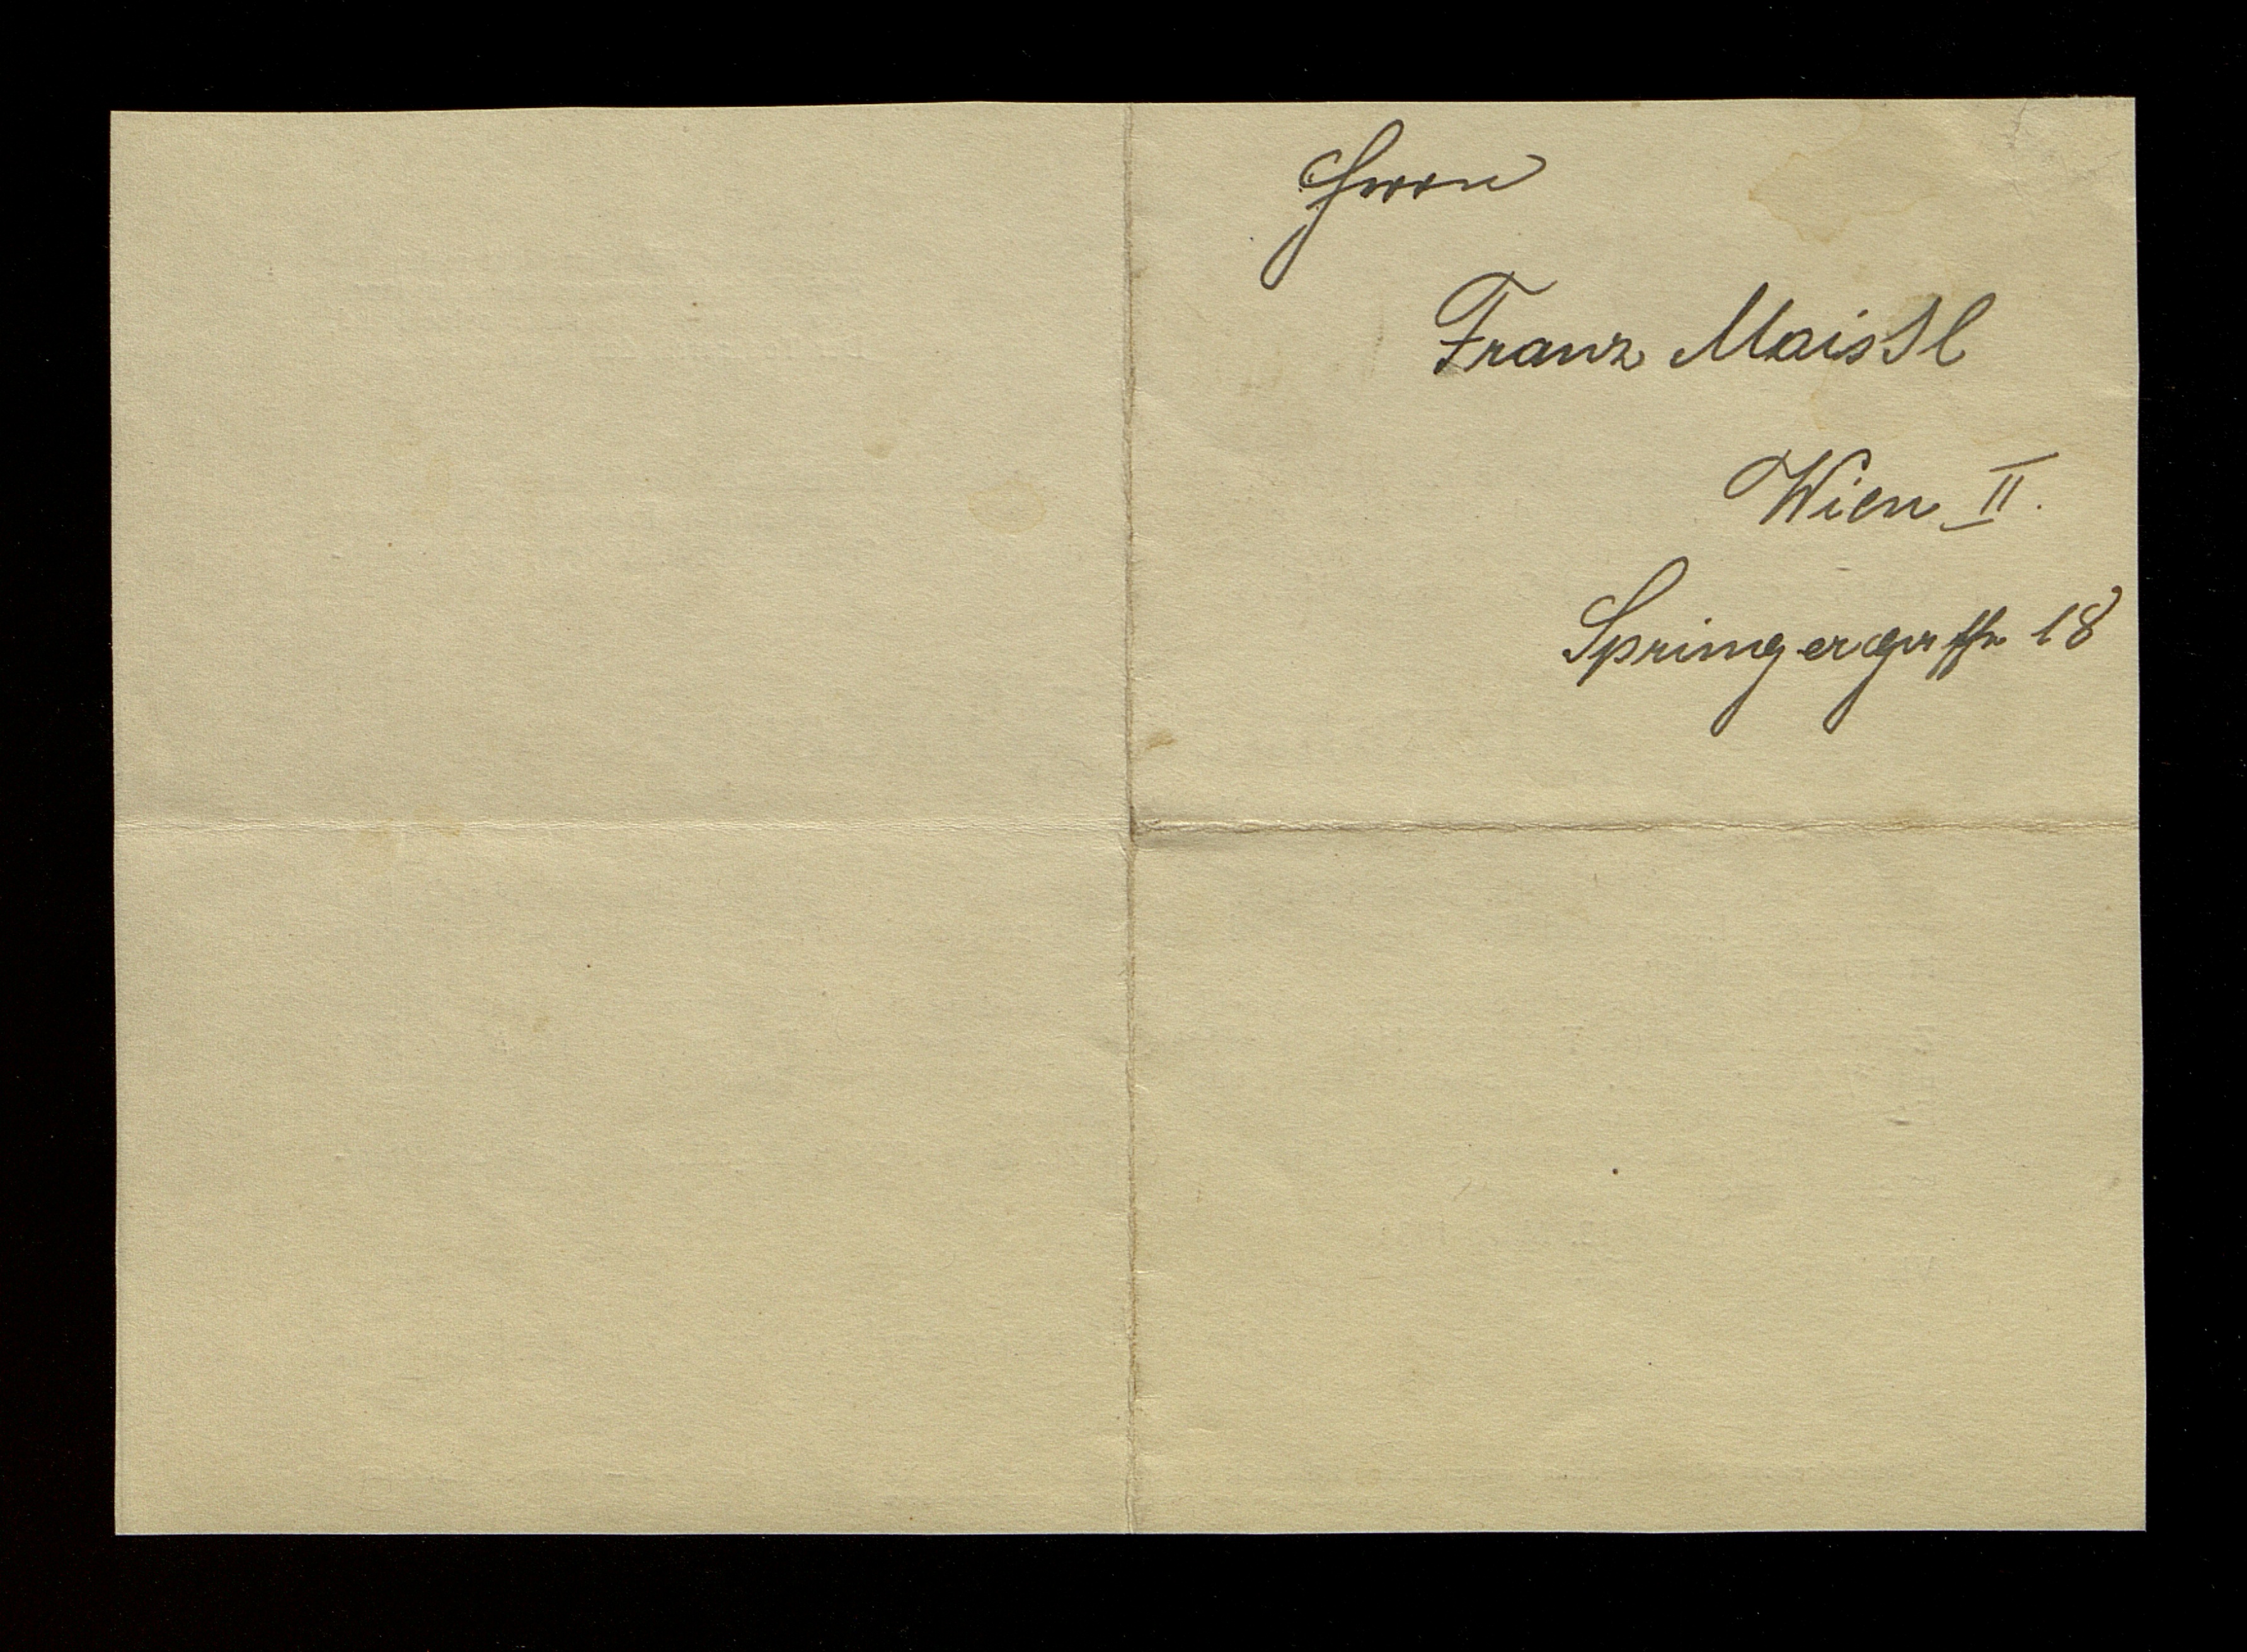 Herrn
Franz Maissl
Wien II.
Springergasse 18